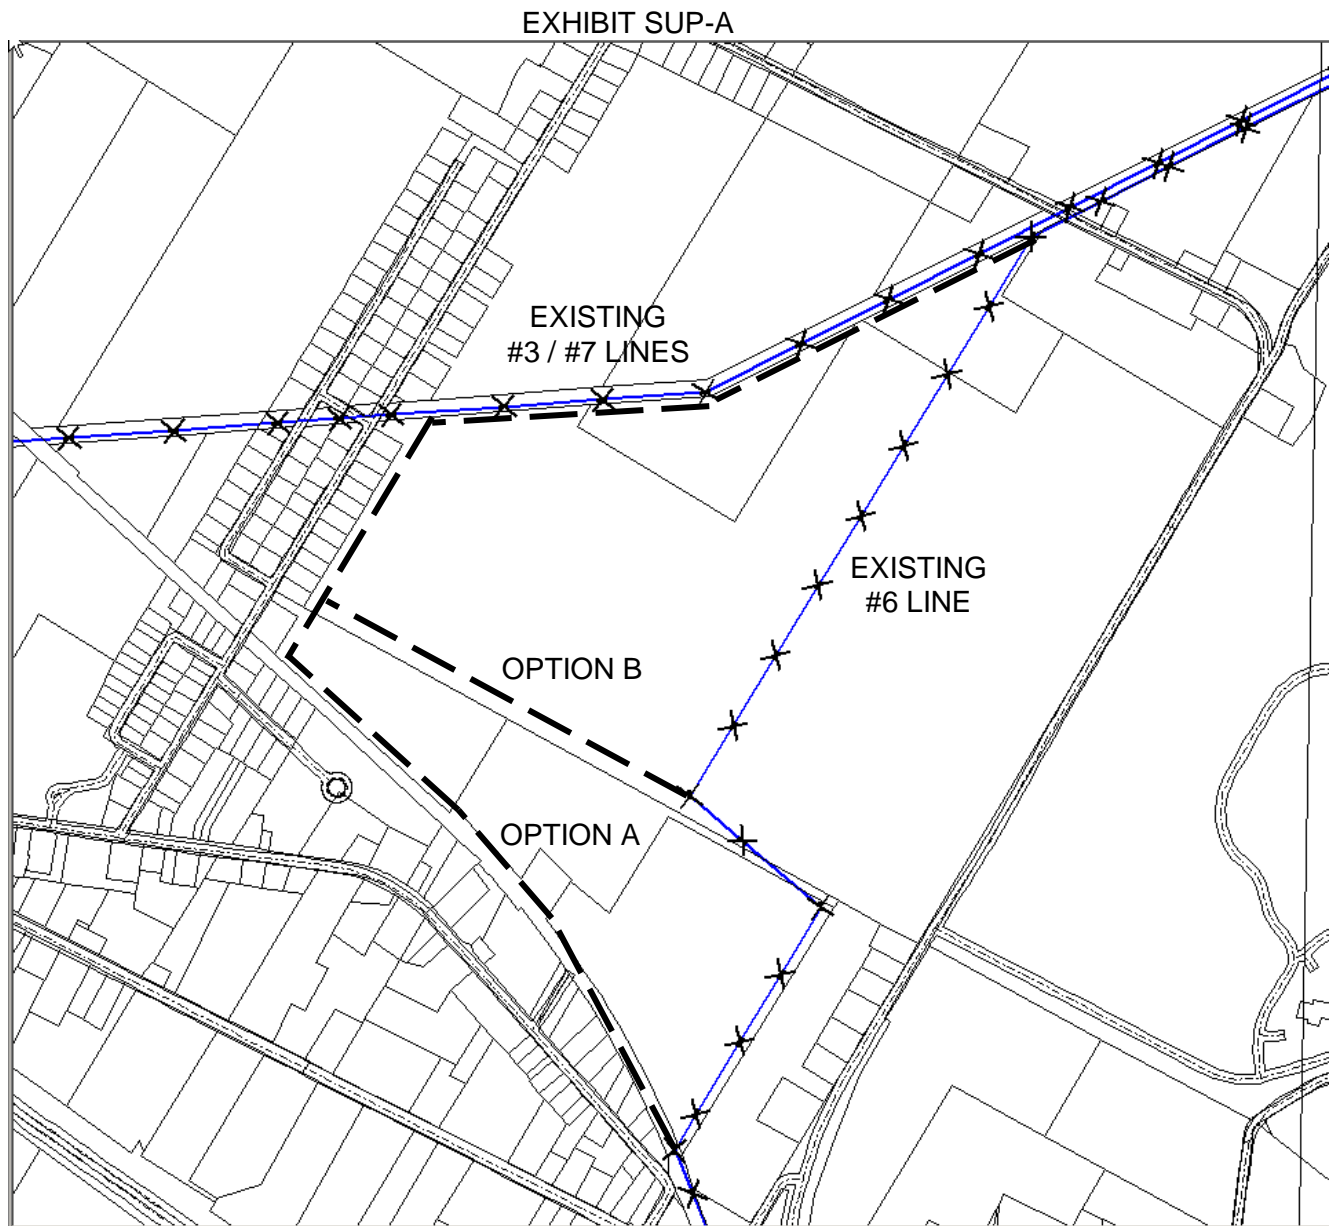 EXHIBIT SUP-A
EXISTING
#3 / #7 LINES
EXISTING
#6 LINE
OPTION B
OPTION A